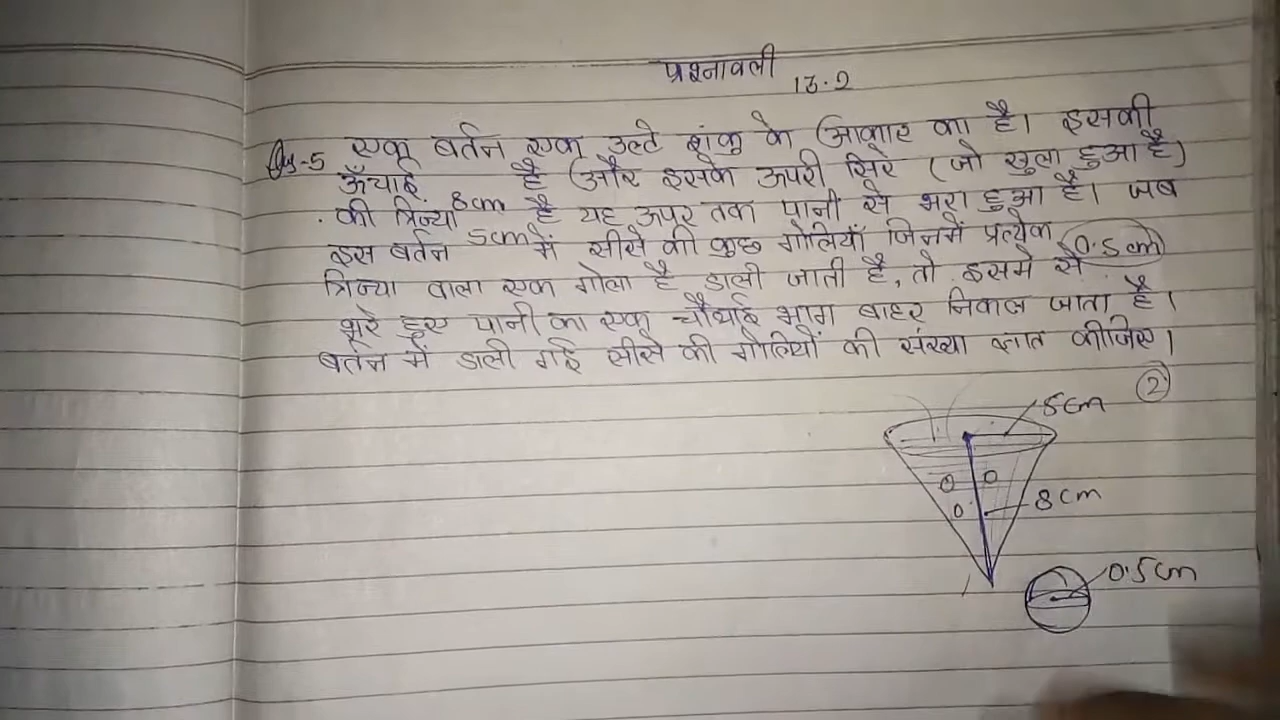 प्रश्नावली
13.2
Qus-5 एक बर्तन एक उल्टे शंकु के आकार का है। इसकी
ऊँचाई 8cm है और इसके ऊपरी सिरे (जो खुला हुआ है)
की त्रिज्या 5cm है यह ऊपर तक पानी से भरा हुआ है। जब
इस बर्तन में सीसे की कुछ गोलियाँ जिनमें प्रत्येक 0.5cm
त्रिज्या वाला एक गोला है डाली जाती है, तो इसमे से
भरे हुए पानी का एक चौथाई भाग बाहर निकल जाता है।
बर्तन में डाली गई सीसे की गोलियों की संख्या ज्ञात कीजिए।
2
5cm
8cm
0.5cm